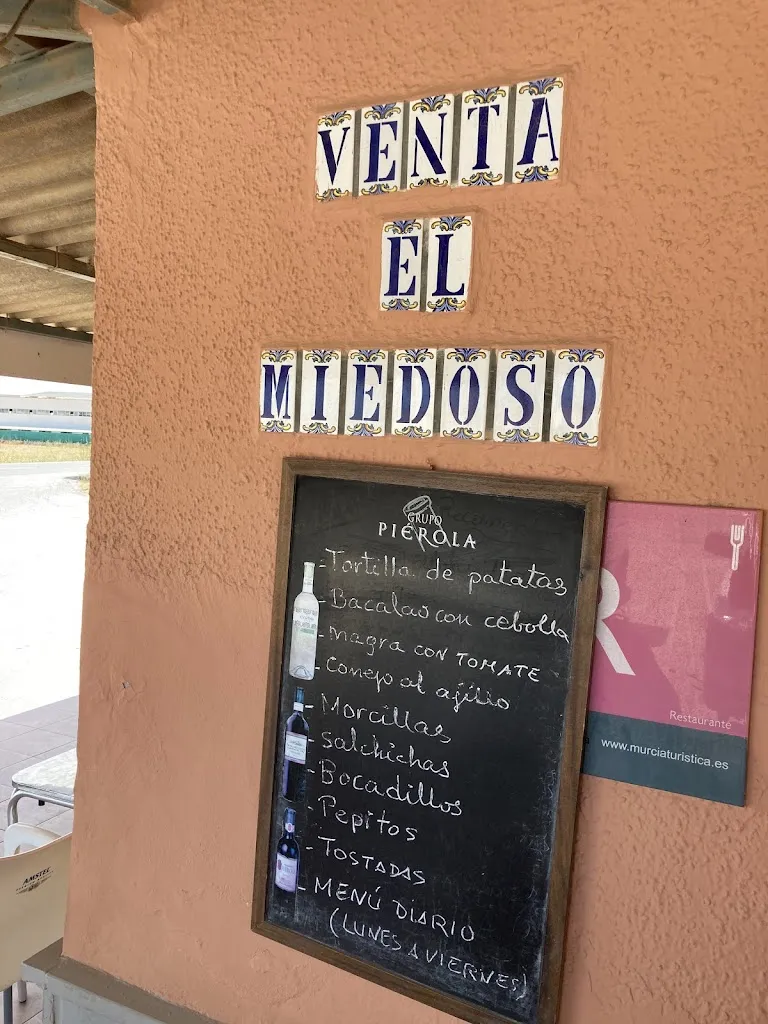 VENTA
EL
MIEDOSO
GRUPO
PIÉROLA
- Tortilla de patatas
- Bacalao con cebolla
- magra con TOMATE
- Conejo al ajillo
- Morcillas
- Salchichas
- Bocadillos
- Pepitos
- TOSTADAS
- MENÚ DIARIO
(LUNES A VIERNES)
R
Restaurante
www.murciaturistica.es
AMSTEL